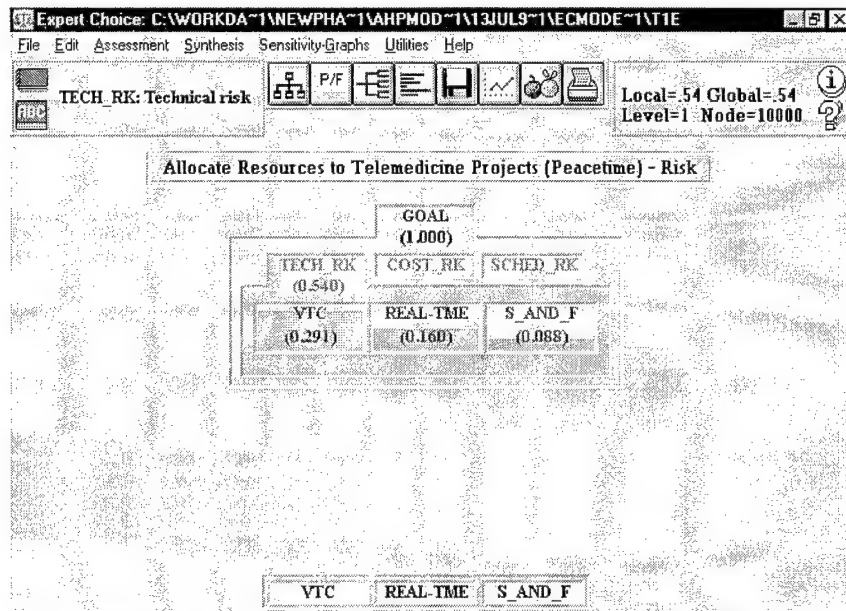 Expert Choice: C:\WORKDA~1\NEWPHA~1\AHPMOD~1\13JUL9~1\ECMODE~1\T1E
File Edit Assessment Synthesis Sensitivity-Graphs Utilities Help
P/F
ABC
TECH_RK: Technical risk
Local=.54 Global=.54
Level=1 Node=10000
Allocate Resources to Telemedicine Projects (Peacetime) - Risk
GOAL
(1.000)
TECH_RK COST_RK SCHED_RK
(0.540)
VTC REAL-TME S_AND_F
(0.291) (0.160) (0.088)
VTC REAL-TME S_AND_F